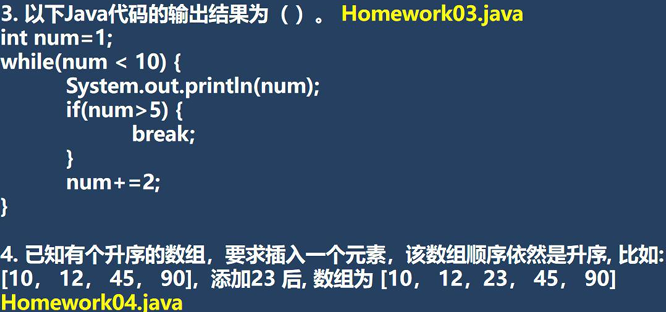 3. 以下Java代码的输出结果为（ ）。 Homework03.java
int num=1;
while(num < 10) {
System.out.println(num);
if(num>5) {
break;
}
num+=2;
}
4. 已知有个升序的数组，要求插入一个元素，该数组顺序依然是升序, 比如:
[10， 12， 45， 90]，添加23 后, 数组为 [10， 12，23， 45， 90]
Homework04.java